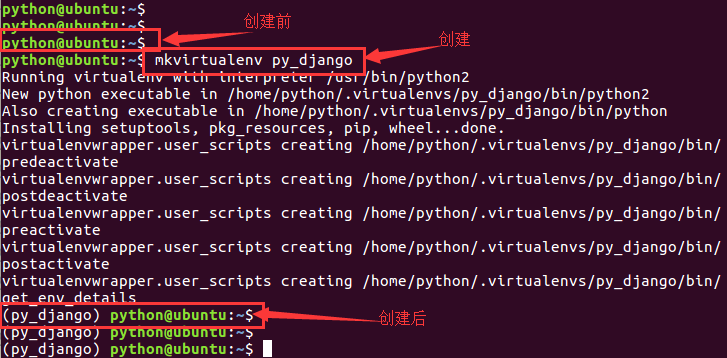 python@ubuntu:~$
python@ubuntu:~$
创建前
python@ubuntu:~$
创建
python@ubuntu:~$ mkvirtualenv py_django
Running virtualenv with interpreter /usr/bin/python2
New python executable in /home/python/.virtualenvs/py_django/bin/python2
Also creating executable in /home/python/.virtualenvs/py_django/bin/python
Installing setuptools, pkg_resources, pip, wheel...done.
virtualenvwrapper.user_scripts creating /home/python/.virtualenvs/py_django/bin/
predeactivate
virtualenvwrapper.user_scripts creating /home/python/.virtualenvs/py_django/bin/
postdeactivate
virtualenvwrapper.user_scripts creating /home/python/.virtualenvs/py_django/bin/
preactivate
virtualenvwrapper.user_scripts creating /home/python/.virtualenvs/py_django/bin/
postactivate
virtualenvwrapper.user_scripts creating /home/python/.virtualenvs/py_django/bin/
get_env_details
(py_django) python@ubuntu:~$
创建后
(py_django) python@ubuntu:~$
(py_django) python@ubuntu:~$